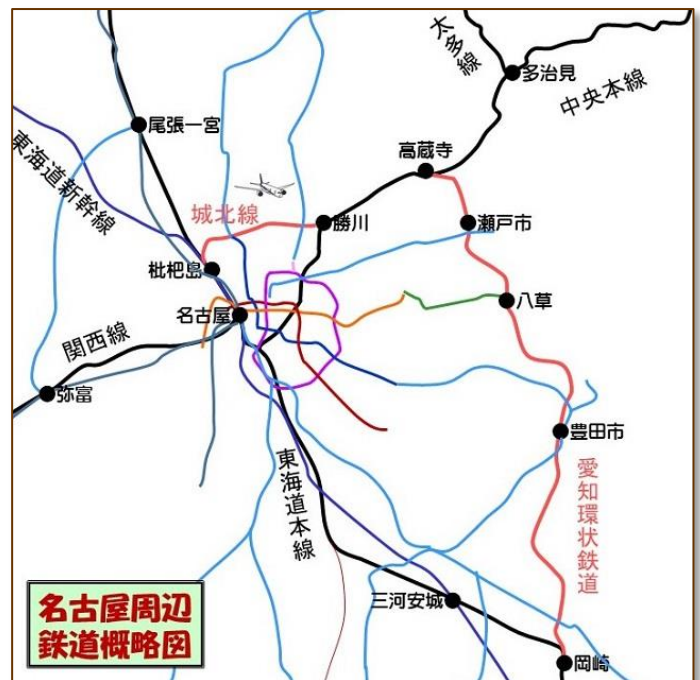 太多線
多治見
中央本線
尾張一宮
高蔵寺
東海道新幹線
城北線
勝川
瀬戸市
枇杷島
八草
名古屋
関西線
弥富
豊田市
東海道本線
愛知環状鉄道
三河安城
名古屋周辺
鉄道概略図
岡崎